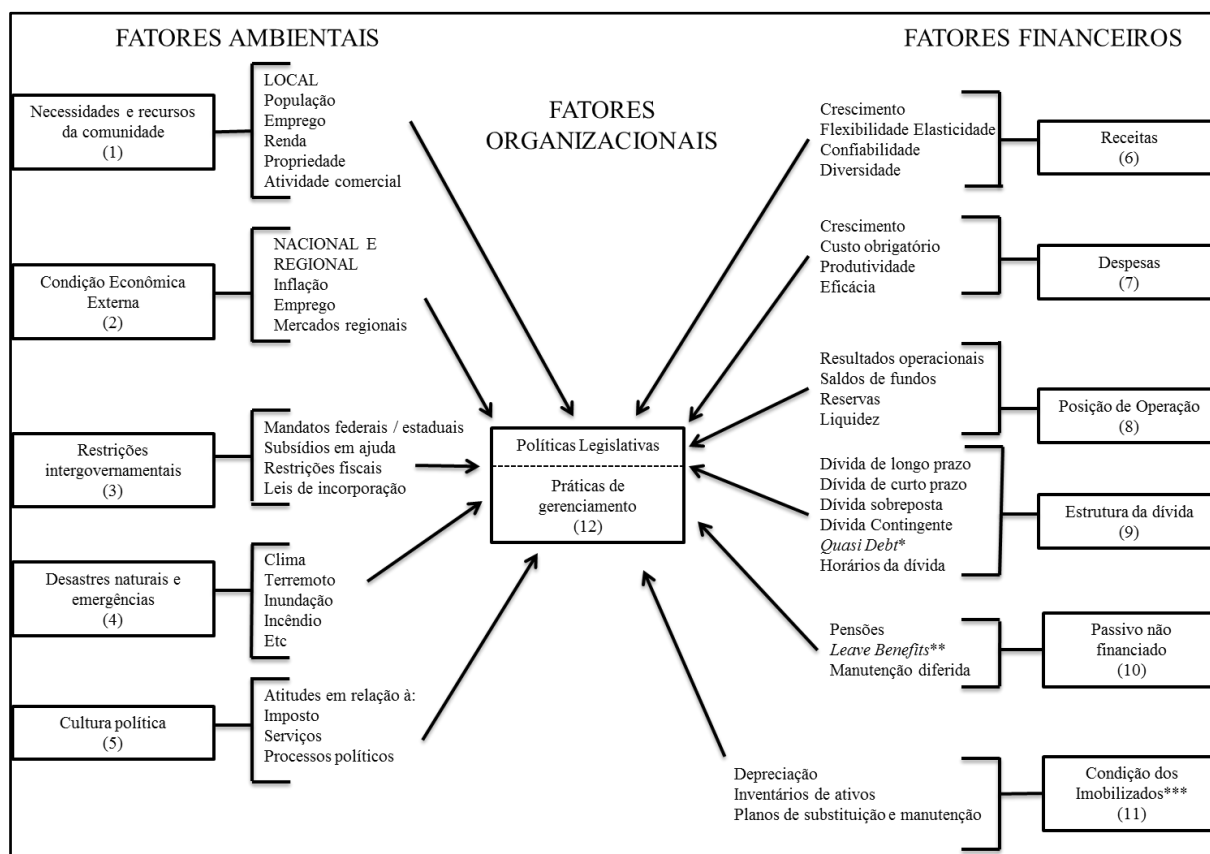 FATORES AMBIENTAIS
FATORES FINANCEIROS
FATORES
ORGANIZACIONAIS
Necessidades e recursos
da comunidade
(1)
LOCAL
População
Emprego
Renda
Propriedade
Atividade comercial
Condição Econômica
Externa
(2)
NACIONAL E
REGIONAL
Inflação
Emprego
Mercados regionais
Restrições
intergovernamentais
(3)
Mandatos federais / estaduais
Subsídios em ajuda
Restrições fiscais
Leis de incorporação
Desastres naturais e
emergências
(4)
Clima
Terremoto
Inundação
Incêndio
Etc
Cultura política
(5)
Atitudes em relação à:
Imposto
Serviços
Processos políticos
Políticas Legislativas
Práticas de
gerenciamento
(12)
Crescimento
Flexibilidade Elasticidade
Confiabilidade
Diversidade
Receitas
(6)
Crescimento
Custo obrigatório
Produtividade
Eficácia
Despesas
(7)
Resultados operacionais
Saldos de fundos
Reservas
Liquidez
Posição de Operação
(8)
Dívida de longo prazo
Dívida de curto prazo
Dívida sobreposta
Dívida Contingente
Quasi Debt*
Horários da dívida
Estrutura da dívida
(9)
Pensões
Leave Benefits**
Manutenção diferida
Passivo não
financiado
(10)
Depreciação
Inventários de ativos
Planos de substituição e manutenção
Condição dos
Imobilizados***
(11)